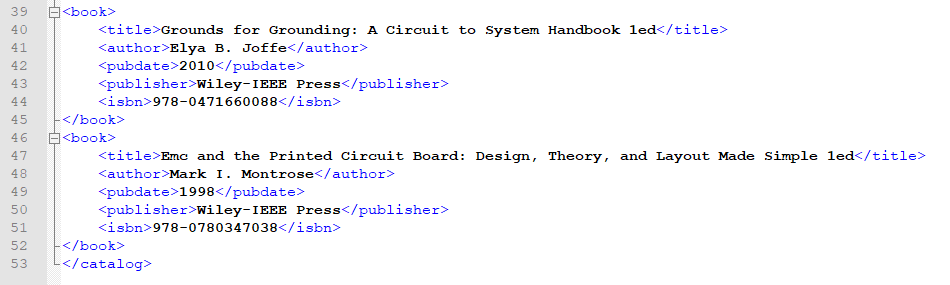 39 <book>
40 <title>Grounds for Grounding: A Circuit to System Handbook 1ed</title>
41 <author>Elya B. Joffe</author>
42 <pubdate>2010</pubdate>
43 <publisher>Wiley-IEEE Press</publisher>
44 <isbn>978-0471660088</isbn>
45 </book>
46 <book>
47 <title>Emc and the Printed Circuit Board: Design, Theory, and Layout Made Simple 1ed</title>
48 <author>Mark I. Montrose</author>
49 <pubdate>1998</pubdate>
50 <publisher>Wiley-IEEE Press</publisher>
51 <isbn>978-0780347038</isbn>
52 </book>
53 </catalog>